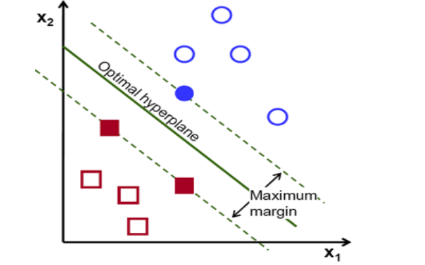 x2
Optimal hyperplane
Maximum
margin
x1